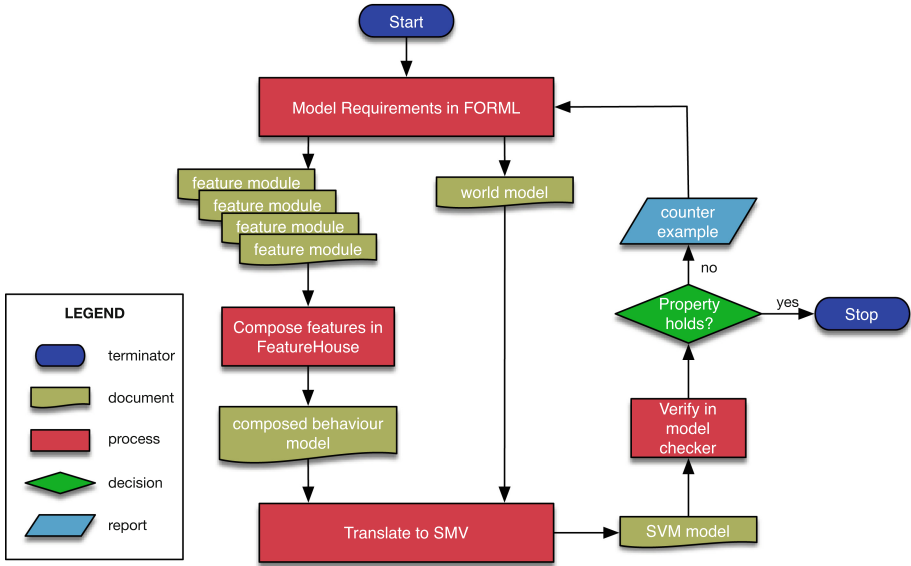 Start
Model Requirements in FORML
feature module
feature module
feature module
feature module
world model
counter
example
no
Property
holds?
yes
Stop
LEGEND
terminator
document
process
decision
report
Compose features in
FeatureHouse
composed behaviour
model
Verify in
model
checker
Translate to SMV
SVM model